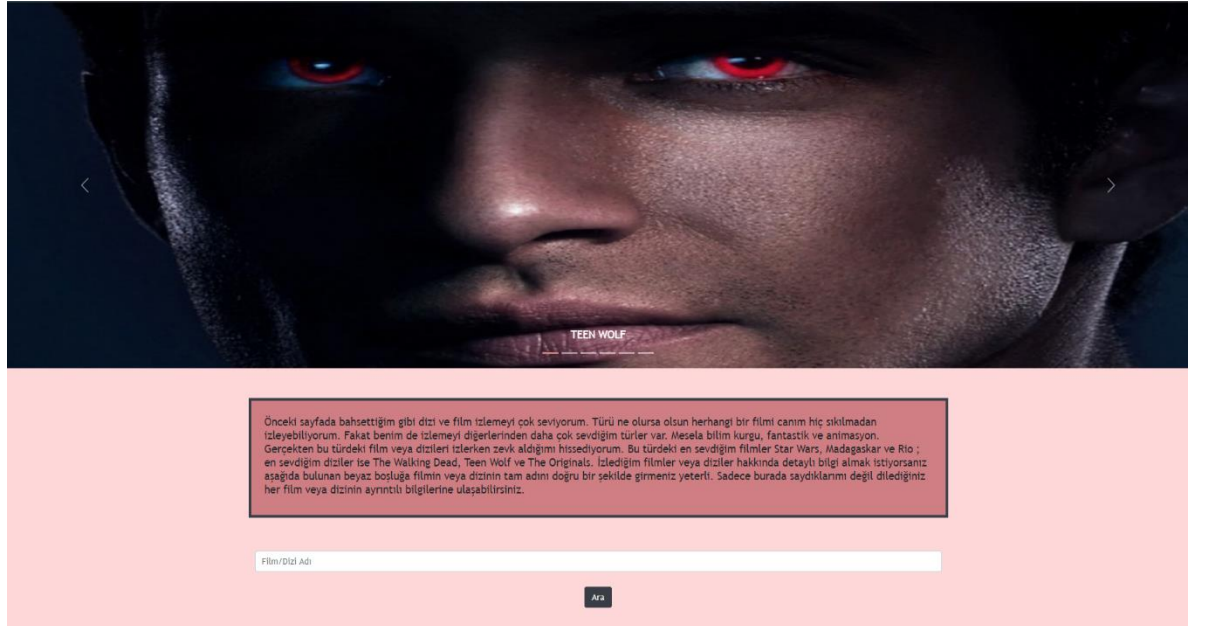 TEEN WOLF
Önceki sayfada bahsettiğim gibi dizi ve film izlemeyi çok seviyorum. Türü ne olursa olsun herhangi bir filmi canım hiç sıkılmadan
izleyebiliyorum. Fakat benim de izlemeyi diğerlerinden daha çok sevdiğim türler var. Mesela bilim kurgu, fantastik ve animasyon.
Gerçekten bu türdeki film veya dizileri izlerken zevk aldığımı hissediyorum. Bu türdeki en sevdiğim filmler Star Wars, Madagaskar ve Rio ;
en sevdiğim diziler ise The Walking Dead, Teen Wolf ve The Originals. İzlediğim filmler veya diziler hakkında detaylı bilgi almak istiyorsanız
aşağıda bulunan beyaz boşluğa filmin veya dizinin tam adını doğru bir şekilde girmeniz yeterli. Sadece burada saydıklarımı değil dilediğiniz
her film veya dizinin ayrıntılı bilgilerine ulaşabilirsiniz.
Film/Dizi Adı
Ara